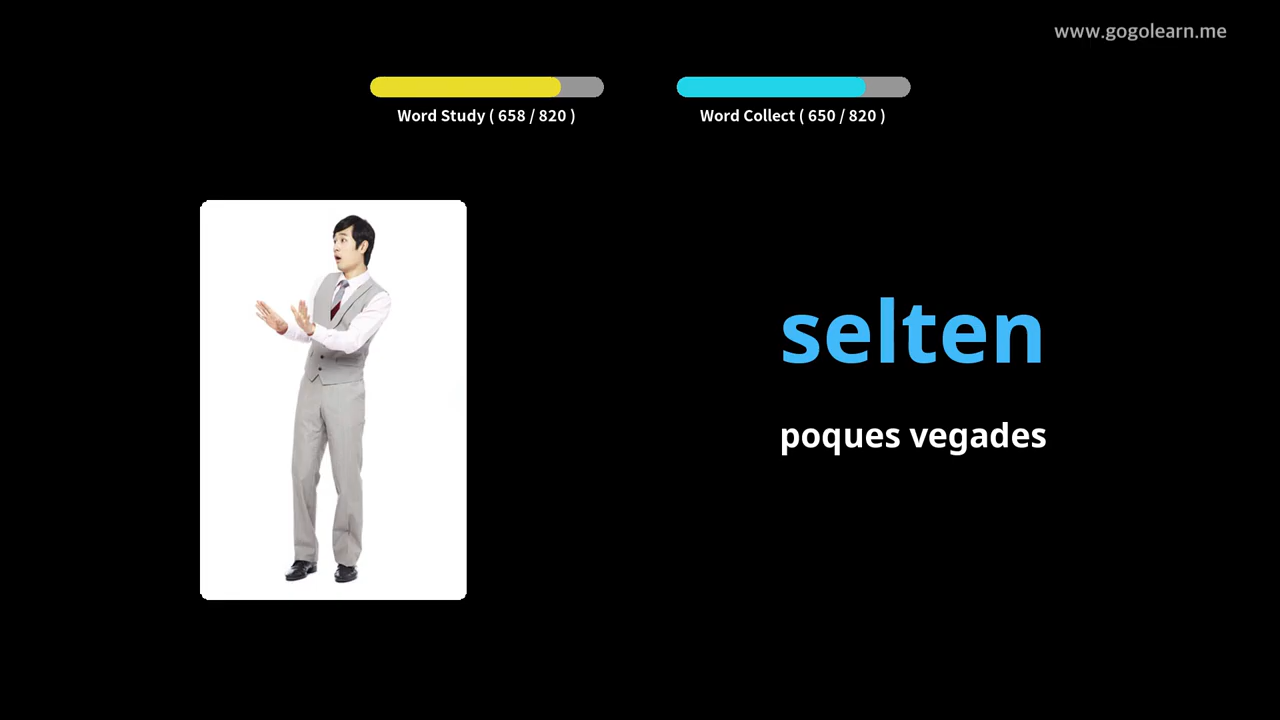 www.gogolearn.me
Word Study ( 658 / 820 )
Word Collect ( 650 / 820 )
selten
poques vegades